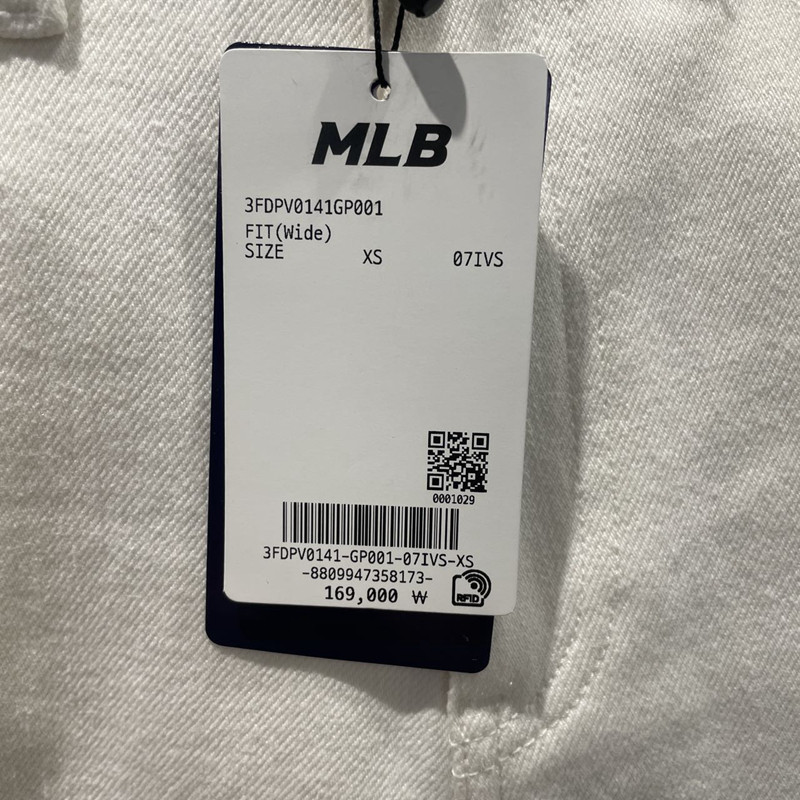 MLB
3FDPV0141GP001
FIT(Wide)
SIZE XS 07IVS
0001029
3FDPV0141-GP001-07IVS-XS
-8809947358173-
169,000 ₩
RFID